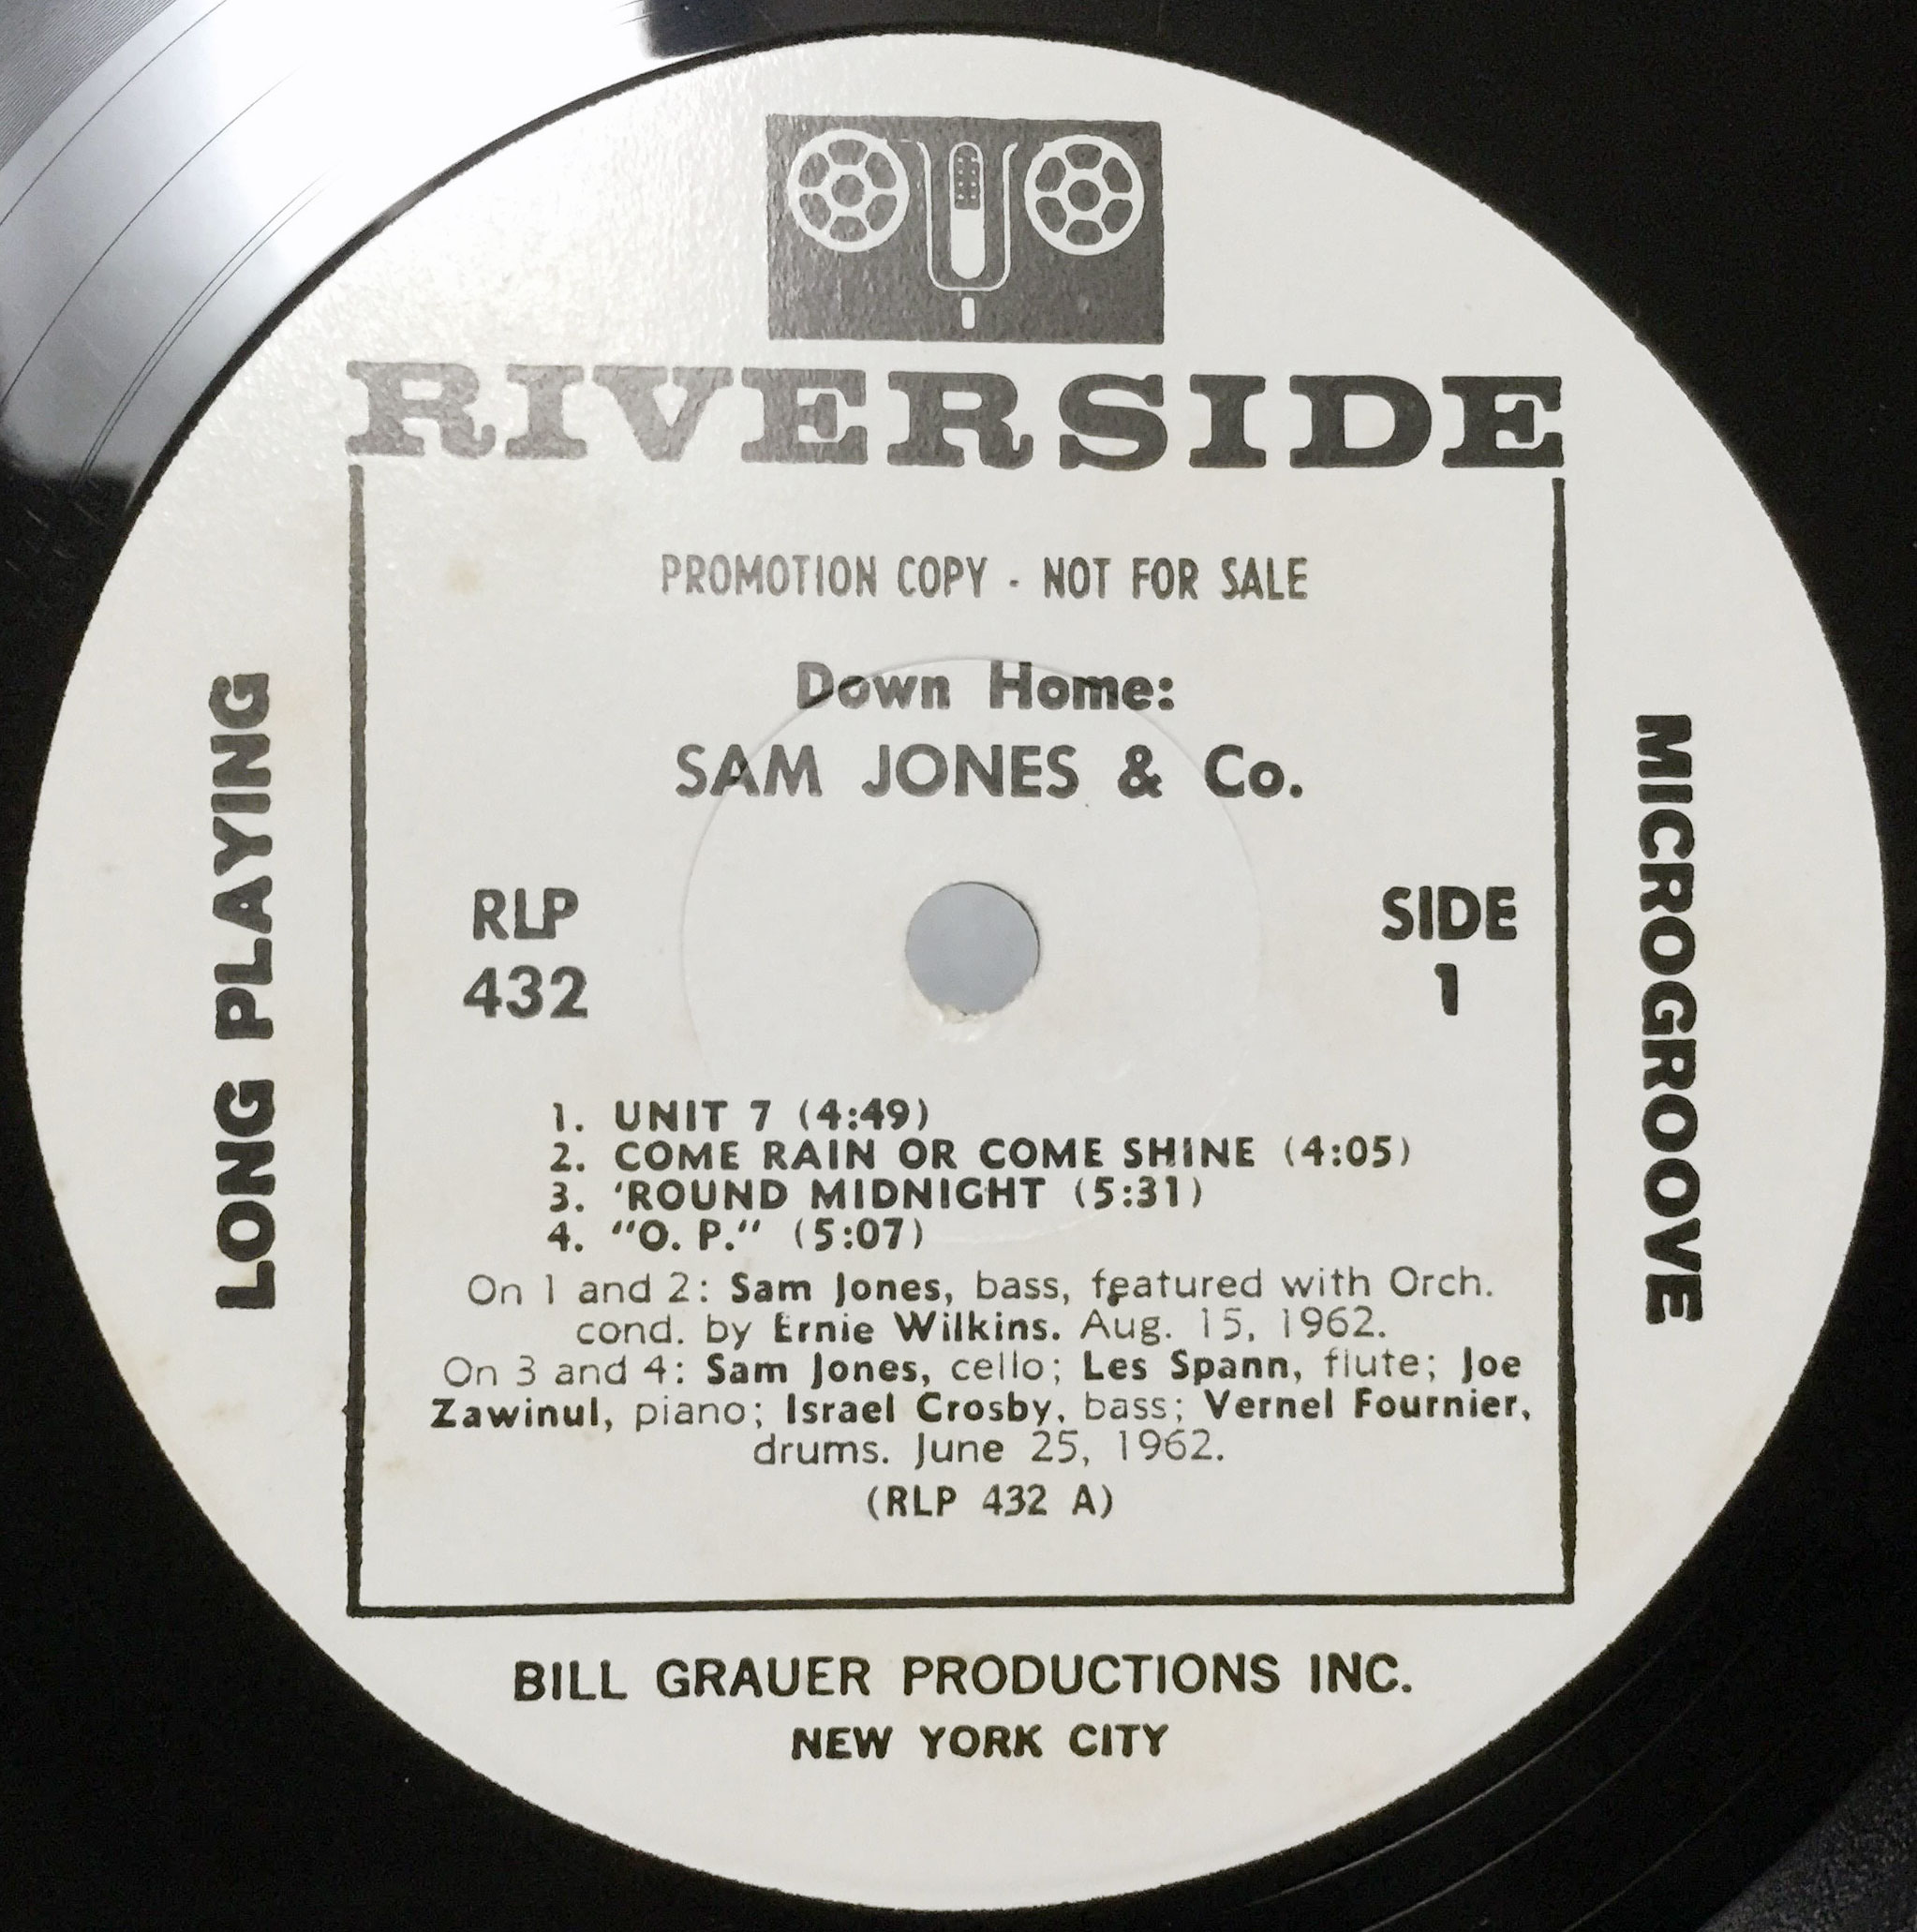 RIVERSIDE
PROMOTION COPY - NOT FOR SALE
Down Home:
SAM JONES & Co.
LONG PLAYING
MICROGROOVE
RLP
432
SIDE
1
1. UNIT 7 (4:49)
2. COME RAIN OR COME SHINE (4:05)
3. 'ROUND MIDNIGHT (5:31)
4. "O. P." (5:07)
On 1 and 2: Sam Jones, bass, featured with Orch.
cond. by Ernie Wilkins. Aug. 15, 1962.
On 3 and 4: Sam Jones, cello; Les Spann, flute; Joe
Zawinul, piano; Israel Crosby, bass; Vernel Fournier,
drums. June 25, 1962.
(RLP 432 A)
BILL GRAUER PRODUCTIONS INC.
NEW YORK CITY